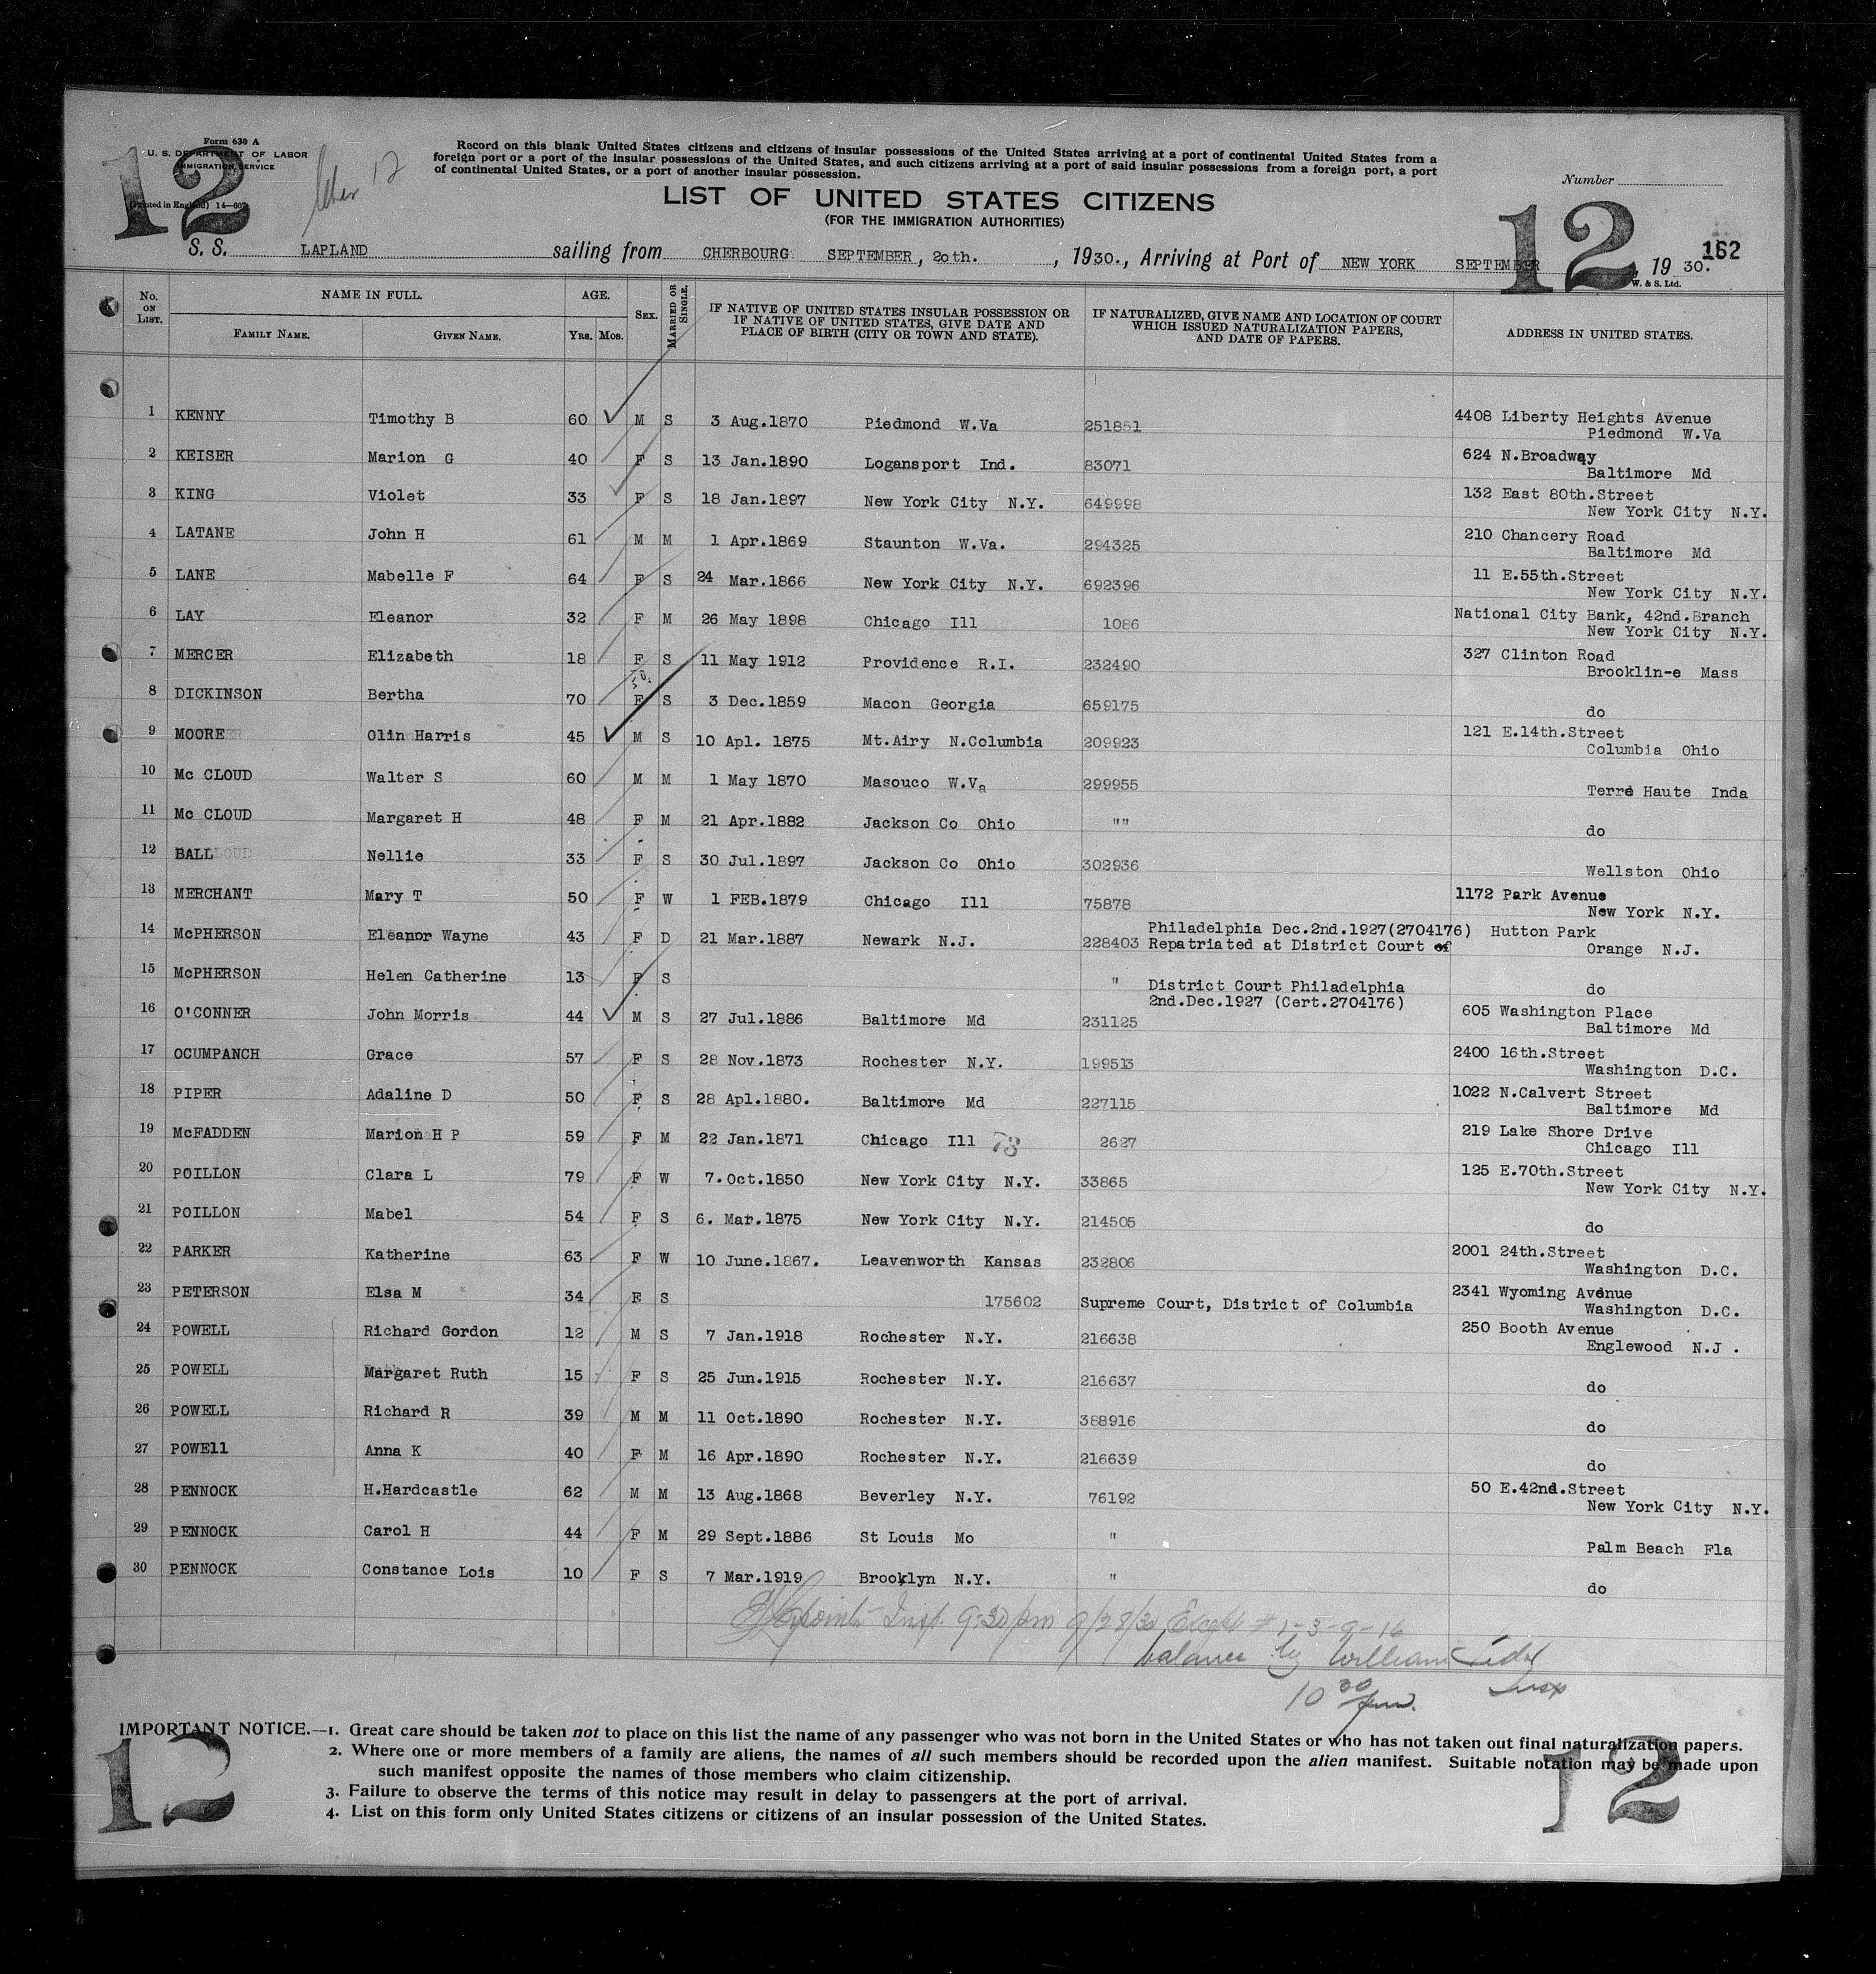 Form 630 A
U. S. DEPARTMENT OF LABOR
IMMIGRATION SERVICE
(Printed in England) 14—607
12
12
Record on this blank United States citizens and citizens of insular possessions of the United States arriving at a port of continental United States from a
foreign port or a port of the insular possessions of the United States, and such citizens arriving at a port of said insular possessions from a foreign port, a port
of continental United States, or a port of another insular possession.
Number
LIST OF UNITED STATES CITIZENS
(FOR THE IMMIGRATION AUTHORITIES)
12
162
S. S. LAPLAND sailing from CHERBOURG SEPTEMBER, 20th. , 1930., Arriving at Port of NEW YORK SEPTEMBER , 19 30.
W. & S. Ltd.
No. ON LIST. NAME IN FULL. AGE. SEX. MARRIED OR SINGLE. IF NATIVE OF UNITED STATES INSULAR POSSESSION OR IF NATIVE OF UNITED STATES, GIVE DATE AND PLACE OF BIRTH (CITY OR TOWN AND STATE). IF NATURALIZED, GIVE NAME AND LOCATION OF COURT WHICH ISSUED NATURALIZATION PAPERS, AND DATE OF PAPERS. ADDRESS IN UNITED STATES.
FAMILY NAME. GIVEN NAME. YRS. MOS.
1 KENNY Timothy B 60 M S 3 Aug.1870 Piedmond W.Va 251851 4408 Liberty Heights Avenue
Piedmond W.Va
2 KEISER Marion G 40 F S 13 Jan.1890 Logansport Ind. 83071 624 N.Broadway
Baltimore Md
3 KING Violet 33 F S 18 Jan.1897 New York City N.Y. 649998 132 East 80th.Street
New York City N.Y.
4 LATANE John H 61 M M 1 Apr.1869 Staunton W.Va. 294325 210 Chancery Road
Baltimore Md
5 LANE Mabelle F 64 F S 24 Mar.1866 New York City N.Y. 692396 11 E.55th.Street
New York City N.Y.
6 LAY Eleanor 32 F M 26 May 1898 Chicago Ill 1086 National City Bank, 42nd.Branch
New York City N.Y.
7 MERCER Elizabeth 18 F S 11 May 1912 Providence R.I. 232490 327 Clinton Road
Brooklin-e Mass
8 DICKINSON Bertha 70 F S 3 Dec.1859 Macon Georgia 659175 do
9 MOORE Olin Harris 45 M S 10 Apl. 1875 Mt.Airy N.Columbia 209923 121 E.14th.Street
Columbia Ohio
10 Mc CLOUD Walter S 60 M M 1 May 1870 Masouco W.Va 299955 Terre Haute Inda
11 Mc CLOUD Margaret H 48 F M 21 Apr.1882 Jackson Co Ohio "" do
12 BALL Nellie 33 F S 30 Jul.1897 Jackson Co Ohio 302936 Wellston Ohio
13 MERCHANT Mary T 50 F W 1 FEB.1879 Chicago Ill 75878 1172 Park Avenue
New York N.Y.
14 McPHERSON Eleanor Wayne 43 F D 21 Mar.1887 Newark N.J. 228403 Philadelphia Dec.2nd.1927(2704176) Hutton Park
Repatriated at District Court of Orange N.J.
15 McPHERSON Helen Catherine 13 F S " District Court Philadelphia do
2nd.Dec.1927 (Cert.2704176)
16 O'CONNER John Morris 44 M S 27 Jul.1886 Baltimore Md 231125 605 Washington Place
Baltimore Md
17 OCUMPANCH Grace 57 F S 28 Nov.1873 Rochester N.Y. 199513 2400 16th.Street
Washington D.C.
18 PIPER Adaline D 50 F S 28 Apl.1880. Baltimore Md 227115 1022 N.Calvert Street
Baltimore Md
19 McFADDEN Marion H P 59 F M 22 Jan.1871 Chicago Ill 73 2627 219 Lake Shore Drive
Chicago Ill
20 POILLON Clara L 79 F W 7.Oct.1850 New York City N.Y. 33865 125 E.70th.Street
New York City N.Y.
21 POILLON Mabel 54 F S 6. Mar.1875 New York City N.Y. 214505 do
22 PARKER Katherine 63 F W 10 June.1867. Leavenworth Kansas 232806 2001 24th.Street
Washington D.C.
23 PETERSON Elsa M 34 F S 175602 Supreme Court, District of Columbia 2341 Wyoming Avenue
Washington D.C.
24 POWELL Richard Gordon 12 M S 7 Jan.1918 Rochester N.Y. 216638 250 Booth Avenue
Englewood N.J .
25 POWELL Margaret Ruth 15 F S 25 Jun.1915 Rochester N.Y. 216637 do
26 POWELL Richard R 39 M M 11 Oct.1890 Rochester N.Y. 388916 do
27 POWEll Anna K 40 F M 16 Apr.1890 Rochester N.Y. 216639 do
28 PENNOCK H.Hardcastle 62 M M 13 Aug.1868 Beverley N.Y. 76192 50 E.42nd.Street
New York City N.Y.
29 PENNOCK Carol H 44 F M 29 Sept.1886 St Louis Mo " Palm Beach Fla
30 PENNOCK Constance Lois 10 F S 7 Mar.1919 Brooklyn N.Y. " do
Insp. 9:30 pm 9/28/30 Except # 1-3-9-16
balance by William
Insp
10 30 pm.
IMPORTANT NOTICE.—1. Great care should be taken not to place on this list the name of any passenger who was not born in the United States or who has not taken out final naturalization papers.
2. Where one or more members of a family are aliens, the names of all such members should be recorded upon the alien manifest. Suitable notation may be made upon
such manifest opposite the names of those members who claim citizenship.
3. Failure to observe the terms of this notice may result in delay to passengers at the port of arrival.
4. List on this form only United States citizens or citizens of an insular possession of the United States.
12
12